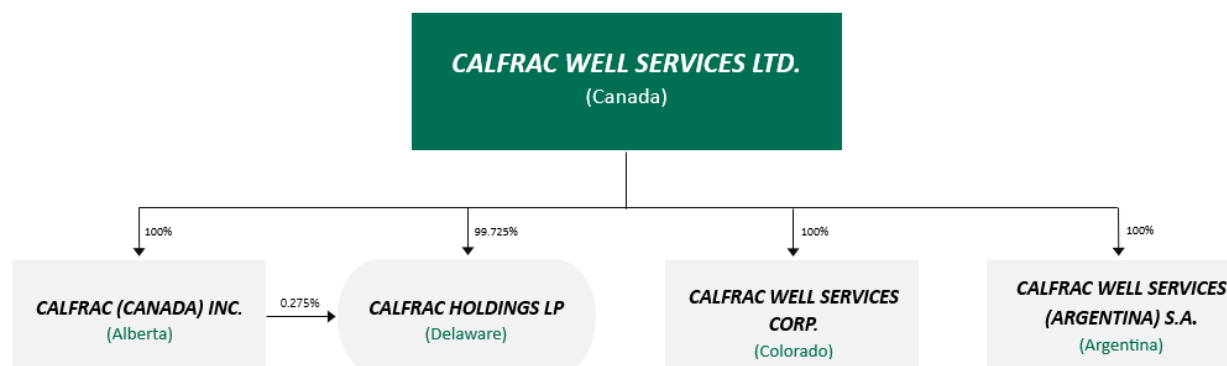 CALFRAC WELL SERVICES LTD.
(Canada)
100%
99.725%
100%
100%
CALFRAC (CANADA) INC.
(Alberta)
0.275%
CALFRAC HOLDINGS LP
(Delaware)
CALFRAC WELL SERVICES
CORP.
(Colorado)
CALFRAC WELL SERVICES
(ARGENTINA) S.A.
(Argentina)